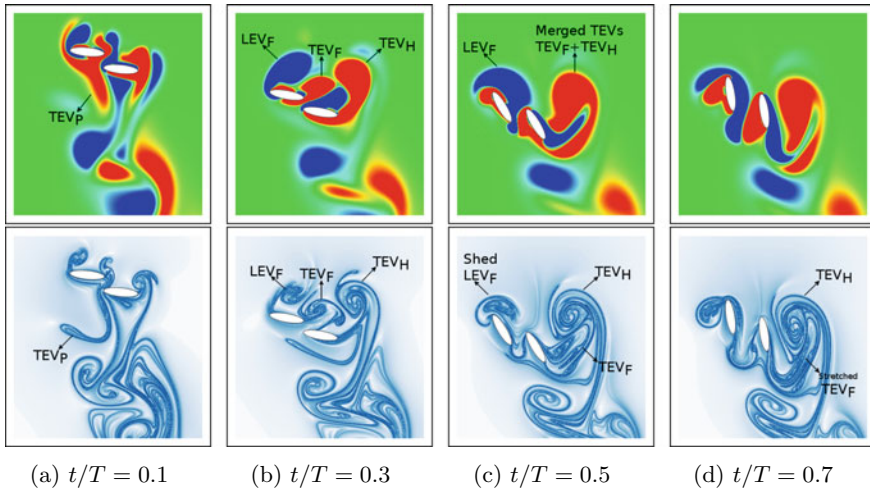 TEVP
LEVF
TEVF
TEVH
LEVF
Merged TEVs
TEVF+TEVH
TEVP
LEVF
TEVF
TEVH
Shed
LEVF
TEVH
TEVF
TEVH
Stretched
TEVF
(a) t/T = 0.1
(b) t/T = 0.3
(c) t/T = 0.5
(d) t/T = 0.7